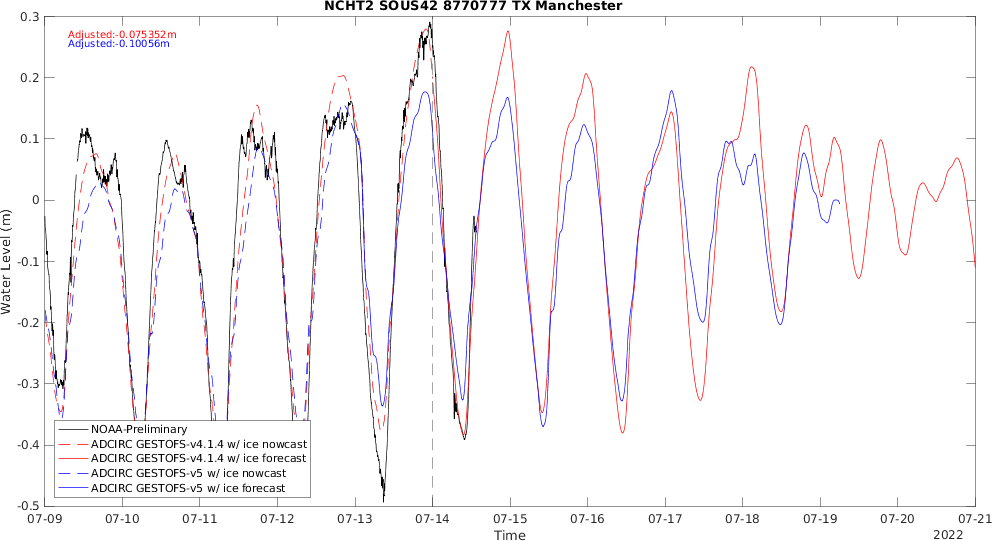 NCHT2 SOUS42 8770777 TX Manchester
Adjusted:-0.075352m
Adjusted:-0.10056m
0.3
0.2
0.1
0
-0.1
-0.2
-0.3
-0.4
-0.5
Water Level (m)
NOAA-Preliminary
ADCIRC GESTOFS-v4.1.4 w/ ice nowcast
ADCIRC GESTOFS-v4.1.4 w/ ice forecast
ADCIRC GESTOFS-v5 w/ ice nowcast
ADCIRC GESTOFS-v5 w/ ice forecast
07-09 07-10 07-11 07-12 07-13 07-14 07-15 07-16 07-17 07-18 07-19 07-20 07-21
Time
2022